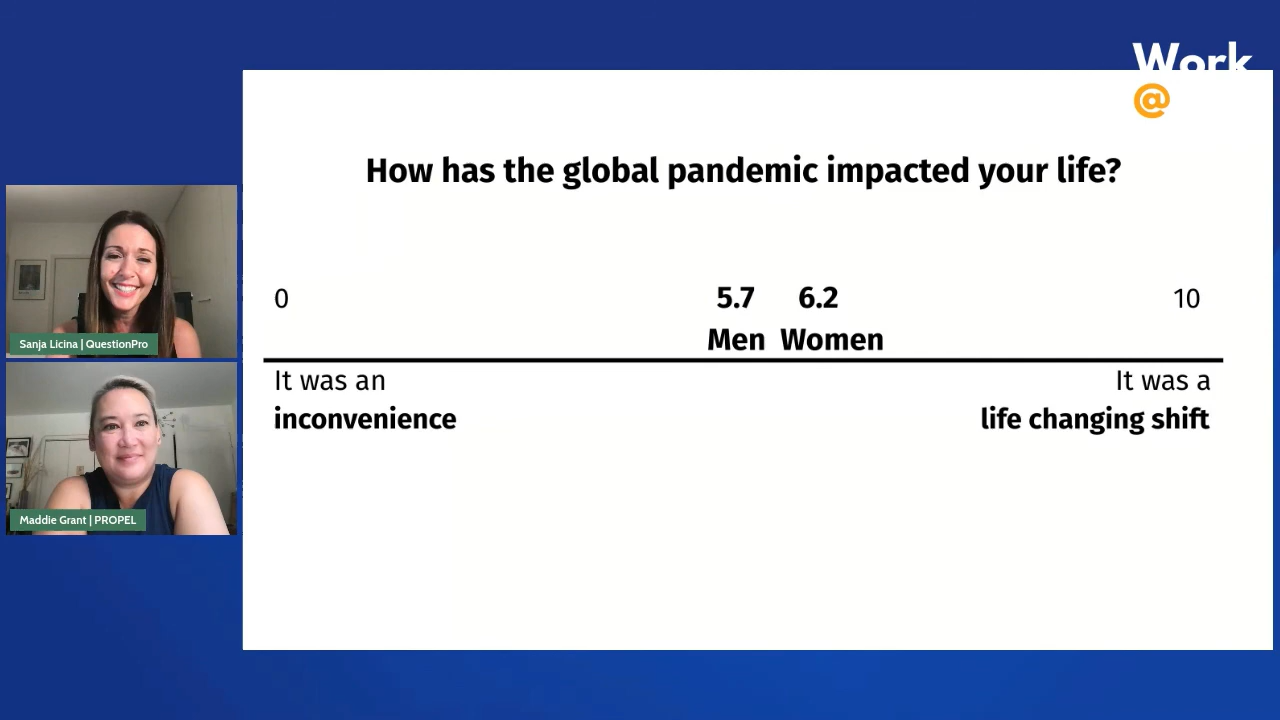 Work
@
How has the global pandemic impacted your life?
0
5.7 6.2
10
Men Women
It was an
inconvenience
It was a
life changing shift
Sanja Licina | QuestionPro
Maddie Grant | PROPEL